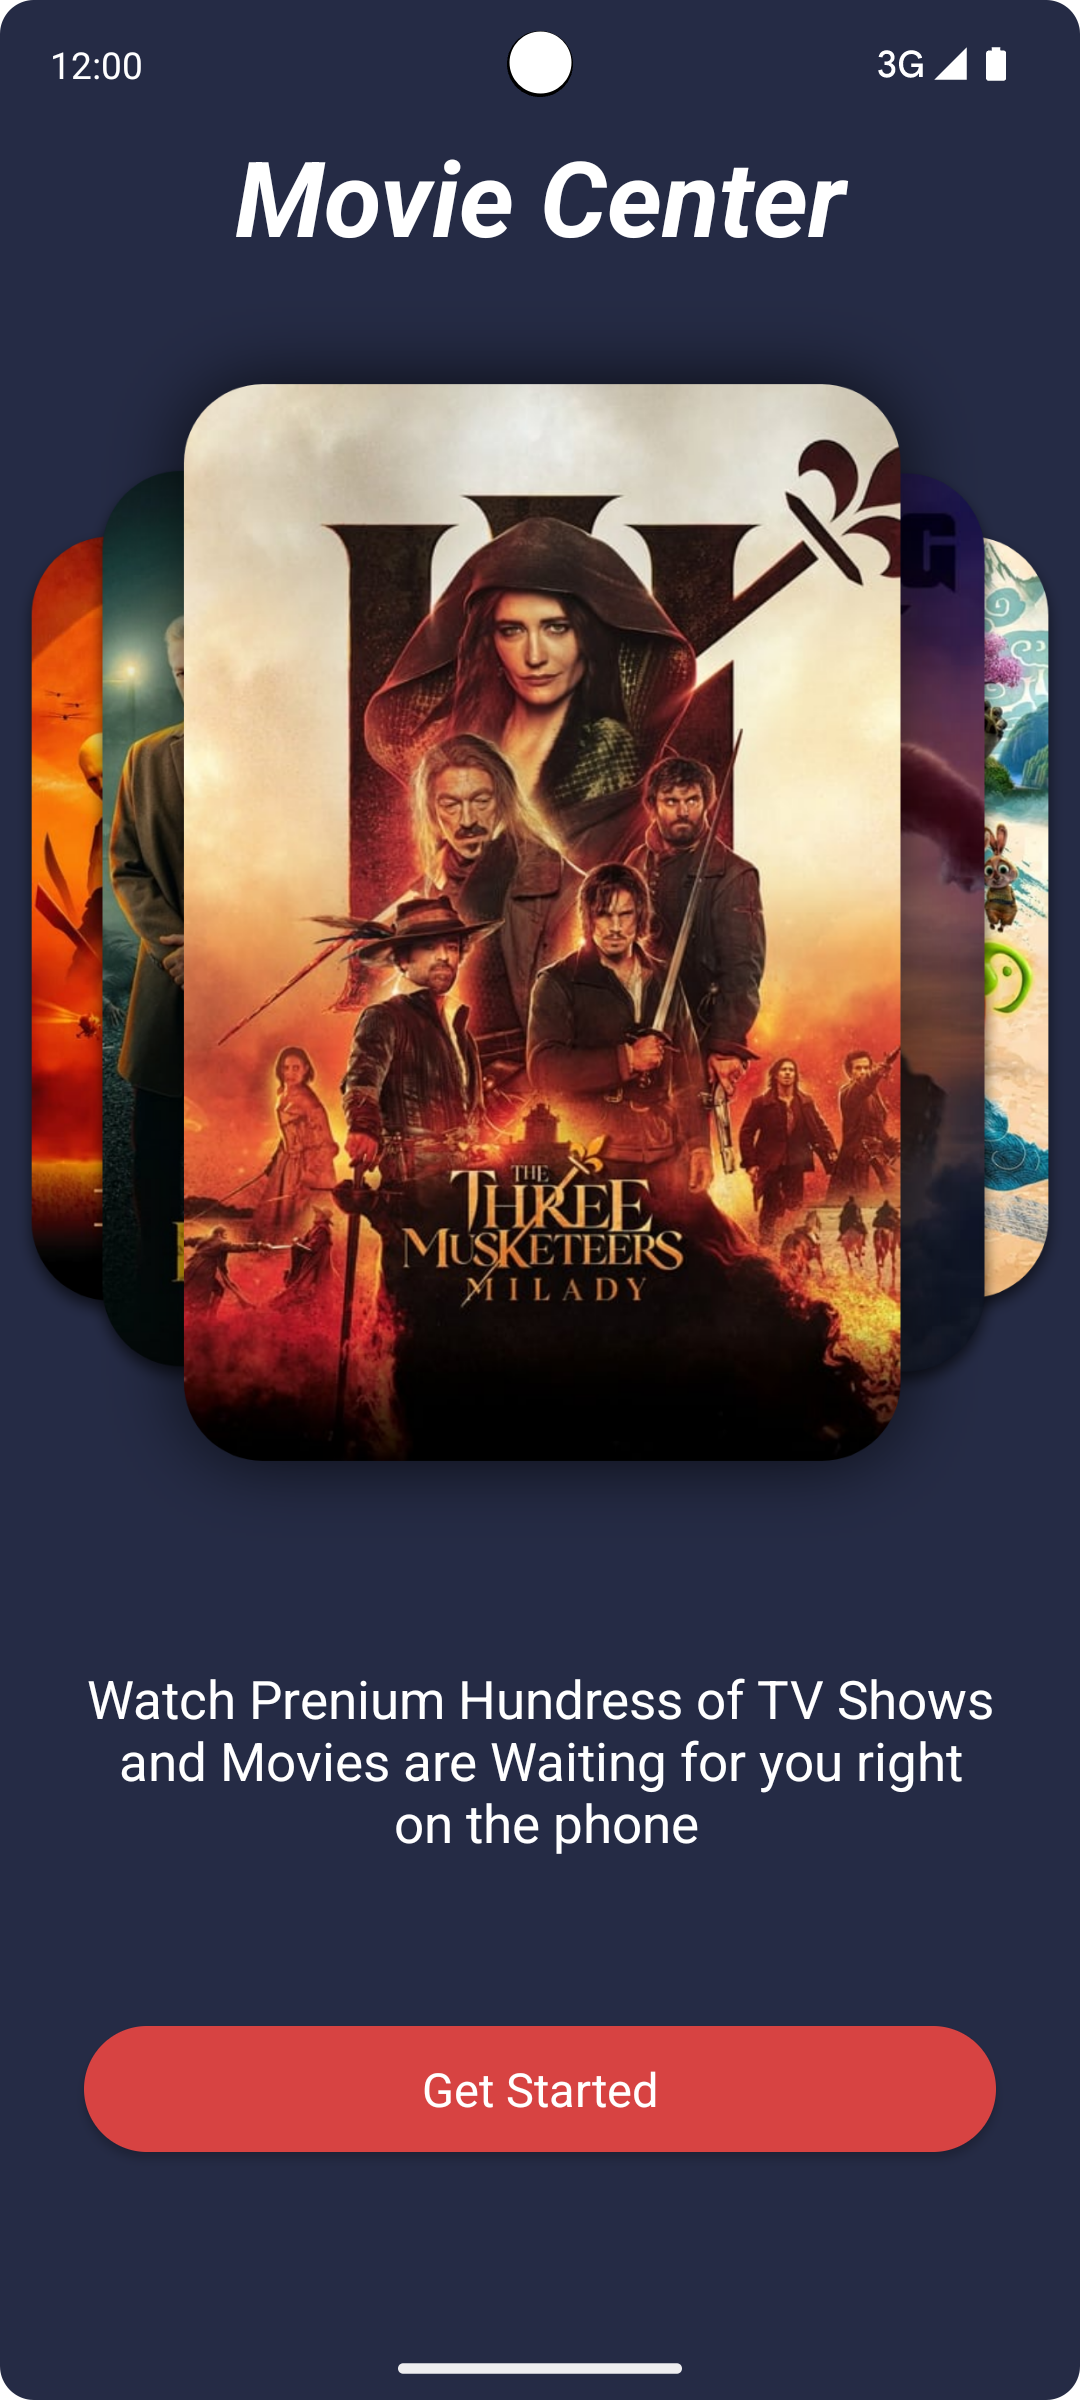 12:00
3G
Movie Center
G
THE
THREE
MUSKETEERS
MILADY
Watch Prenium Hundress of TV Shows
and Movies are Waiting for you right
on the phone
Get Started